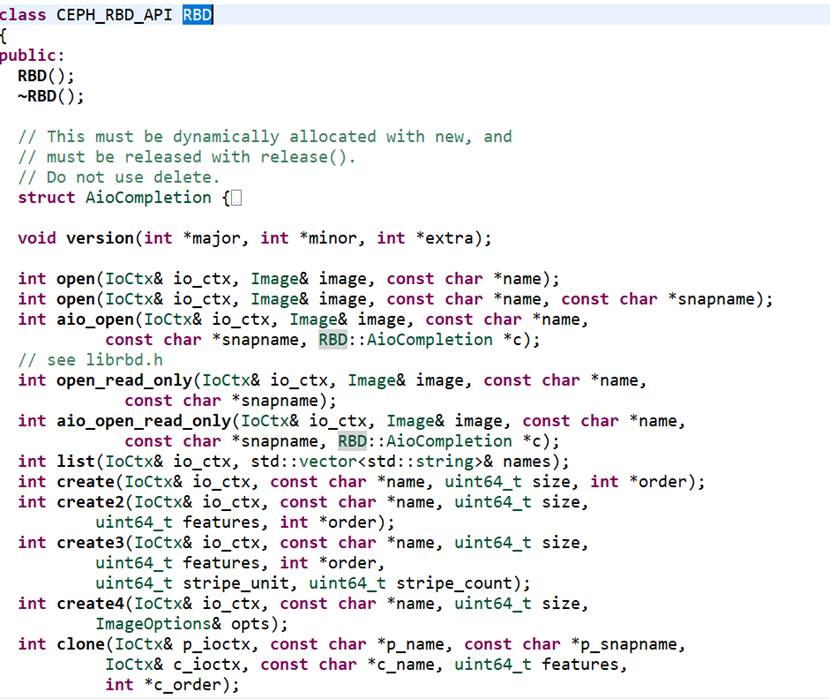 class CEPH_RBD_API RBD
{
public:
  RBD();
  ~RBD();

  // This must be dynamically allocated with new, and
  // must be released with release().
  // Do not use delete.
  struct AioCompletion {

  void version(int *major, int *minor, int *extra);

  int open(IoCtx& io_ctx, Image& image, const char *name);
  int open(IoCtx& io_ctx, Image& image, const char *name, const char *snapname);
  int aio_open(IoCtx& io_ctx, Image& image, const char *name,
           const char *snapname, RBD::AioCompletion *c);
  // see librbd.h
  int open_read_only(IoCtx& io_ctx, Image& image, const char *name,
             const char *snapname);
  int aio_open_read_only(IoCtx& io_ctx, Image& image, const char *name,
             const char *snapname, RBD::AioCompletion *c);
  int list(IoCtx& io_ctx, std::vector<std::string>& names);
  int create(IoCtx& io_ctx, const char *name, uint64_t size, int *order);
  int create2(IoCtx& io_ctx, const char *name, uint64_t size,
          uint64_t features, int *order);
  int create3(IoCtx& io_ctx, const char *name, uint64_t size,
          uint64_t features, int *order,
          uint64_t stripe_unit, uint64_t stripe_count);
  int create4(IoCtx& io_ctx, const char *name, uint64_t size,
          ImageOptions& opts);
  int clone(IoCtx& p_ioctx, const char *p_name, const char *p_snapname,
           IoCtx& c_ioctx, const char *c_name, uint64_t features,
           int *c_order);